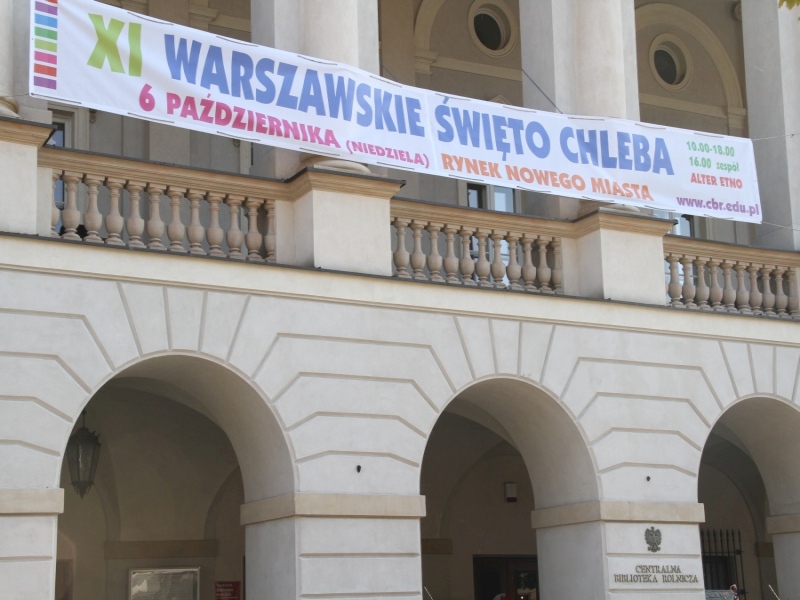 XI WARSZAWSKIE ŚWIĘTO CHLEBA
6 PAŹDZIERNIKA (NIEDZIELA) RYNEK NOWEGO MIASTA
10.00-18.00
16.00 zespół
ALTER ETNO
www.cbr.edu.pl
CENTRALNA
BIBLIOTEKA ROLNICZA